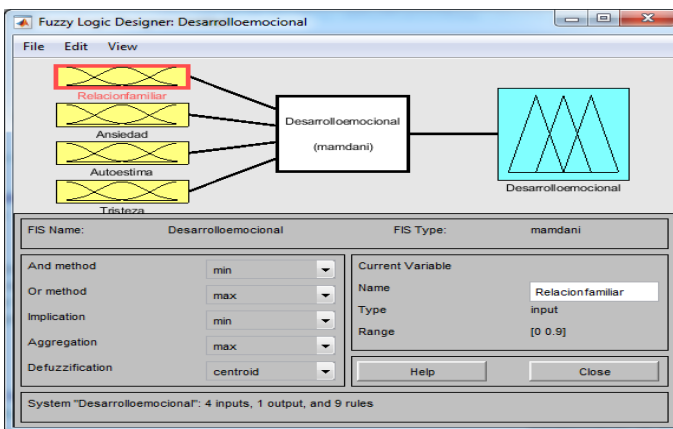 Fuzzy Logic Designer: Desarrolloemocional
File Edit View
Relacionfamiliar
Ansiedad
Autoestima
Tristeza
Desarrolloemocional
(mamdani)
Desarrolloemocional
FIS Name: Desarrolloemocional FIS Type: mamdani
And method min
Or method max
Implication min
Aggregation max
Defuzzification centroid
Current Variable
Name Relacionfamiliar
Type input
Range [0 0.9]
Help Close
System "Desarrolloemocional": 4 inputs, 1 output, and 9 rules